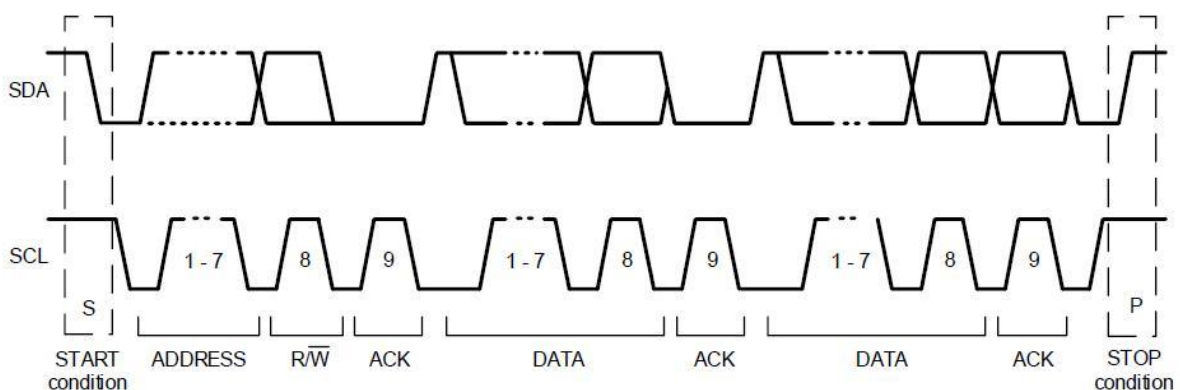 SDA
SCL
1 - 7
8
9
1 - 7
8
9
1 - 7
8
9
S
P
START
condition
ADDRESS
R/W̅
ACK
DATA
ACK
DATA
ACK
STOP
condition